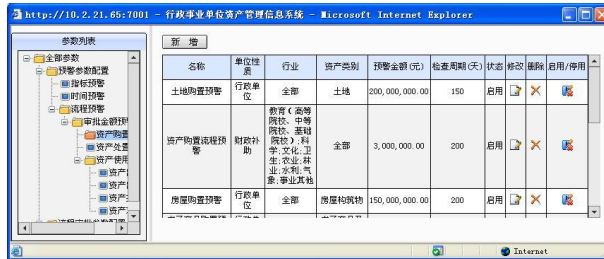 http://10.2.21.65:7001 - 行政事业单位资产管理信息系统 - Microsoft Internet Explorer
参数列表
新 增
全部参数
预警参数配置
指标预警
时间预警
流程预警
审批金额预
资产购置
资产处置
资产使用
资产
资产
资产
资产
名称 单位性质 行业 资产类别 预警金额(元) 检查周期(天) 状态 修改 删除 启用/停用
土地购置预警 行政单位 全部 土地 200,000,000.00 150 启用
资产购置流程预警 财政补助 教育(高等院校、中等院校、基础院校);科学;文化;卫生;农业;林业;水利;气象;事业其他 全部 3,000,000.00 200 启用
房屋购置预警 行政单位 全部 房屋构筑物 150,000,000.00 200 启用
Internet